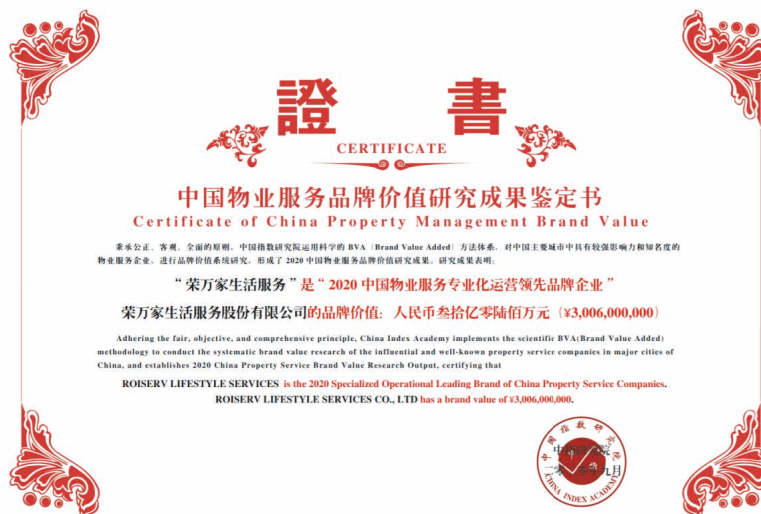 證 書
CERTIFICATE
中国物业服务品牌价值研究成果鉴定书
Certificate of China Property Management Brand Value
秉承公正、客观、全面的原则，中国指数研究院运用科学的 BVA（Brand Value Added）方法体系，对中国主要城市中具有较强影响力和知名度的
物业服务企业，进行品牌价值系统研究，形成了 2020 中国物业服务品牌价值研究成果。研究成果表明：
“荣万家生活服务”是“2020 中国物业服务专业化运营领先品牌企业”
荣万家生活服务股份有限公司的品牌价值：人民币叁拾亿零陆佰万元（¥3,006,000,000）
Adhering the fair, objective, and comprehensive principle, China Index Academy implements the scientific BVA(Brand Value Added)
methodology to conduct the systematic brand value research of the influential and well-known property service companies in major cities of
China, and establishes 2020 China Property Service Brand Value Research Output, certifying that
ROISERV LIFESTYLE SERVICES is the 2020 Specialized Operational Leading Brand of China Property Service Companies.
ROISERV LIFESTYLE SERVICES CO., LTD has a brand value of ¥3,006,000,000.
中国指数研究院
CHINA INDEX ACADEMY